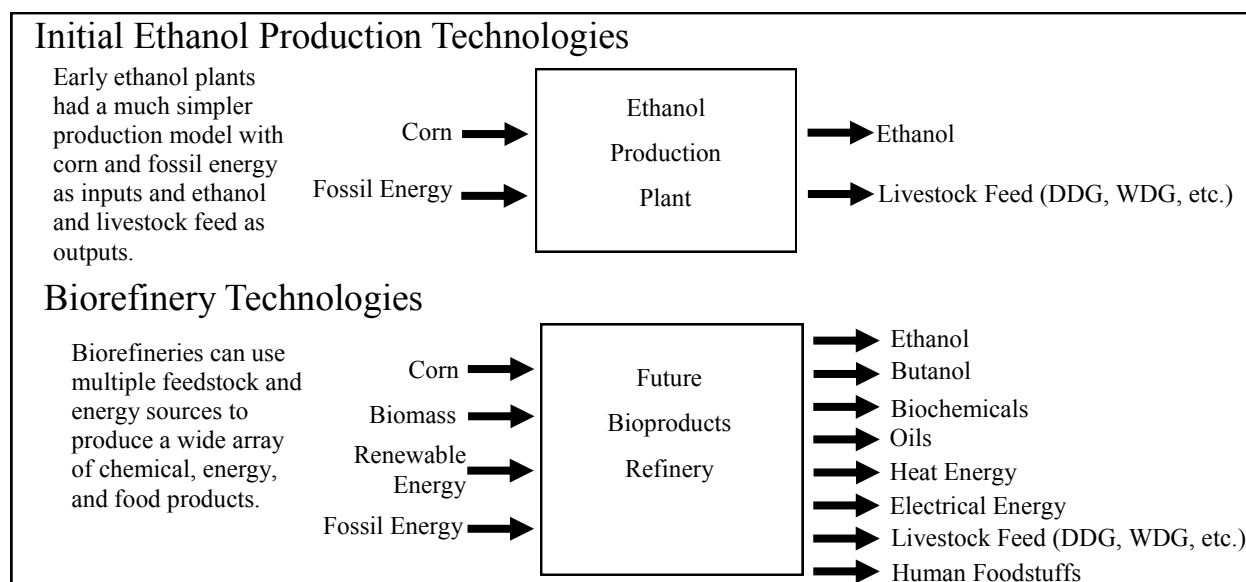 Initial Ethanol Production Technologies
Early ethanol plants
had a much simpler
production model with
corn and fossil energy
as inputs and ethanol
and livestock feed as
outputs.
Corn
Fossil Energy
Ethanol
Production
Plant
Ethanol
Livestock Feed (DDG, WDG, etc.)
Biorefinery Technologies
Biorefineries can use
multiple feedstock and
energy sources to
produce a wide array
of chemical, energy,
and food products.
Corn
Biomass
Renewable
Energy
Fossil Energy
Future
Bioproducts
Refinery
Ethanol
Butanol
Biochemicals
Oils
Heat Energy
Electrical Energy
Livestock Feed (DDG, WDG, etc.)
Human Foodstuffs